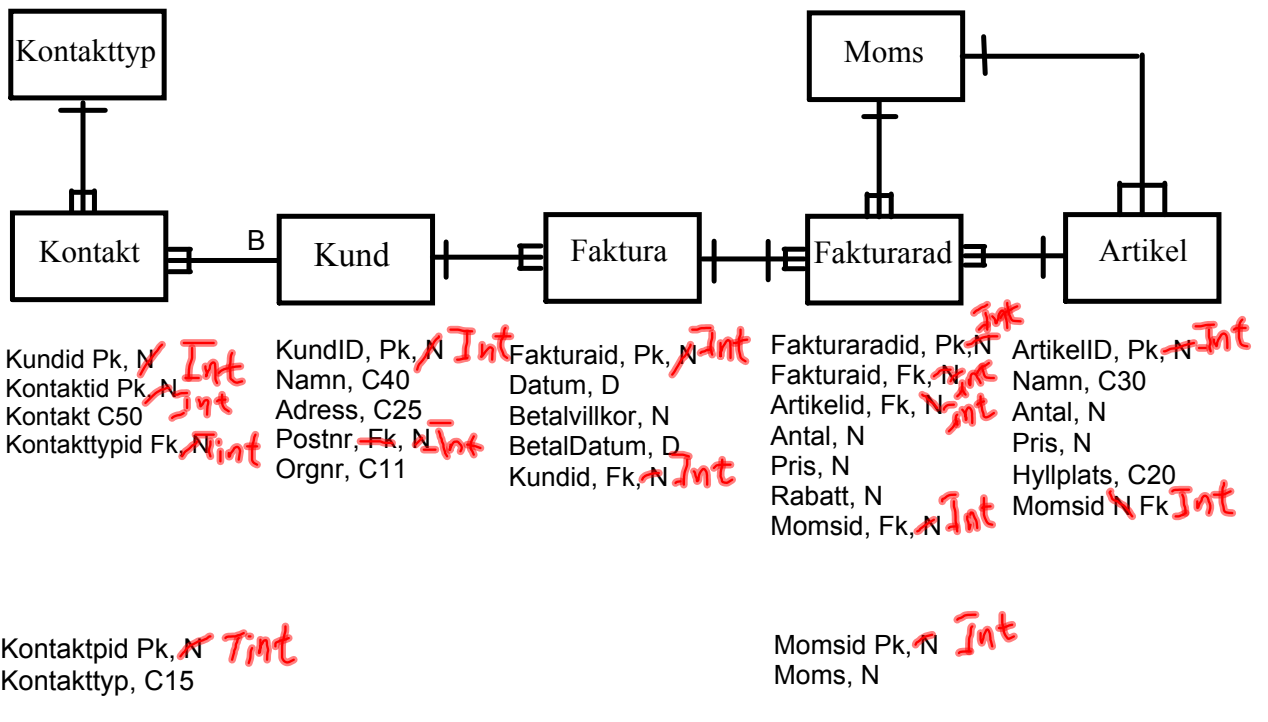 Kontakttyp
Moms
Kontakt
B
Kund
Faktura
Fakturarad
Artikel
Kundid Pk, N Int
Kontaktid Pk, N Int
Kontakt C50
Kontakttypid Fk, N Tint
KundID, Pk, N Int
Namn, C40
Adress, C25
Postnr, Fk, N Int
Orgnr, C11
Fakturaid, Pk, N Int
Datum, D
Betalvillkor, N
BetalDatum, D
Kundid, Fk, N Int
Fakturaradid, Pk,N Int
Fakturaid, Fk, N int
Artikelid, Fk, N int
Antal, N
Pris, N
Rabatt, N
Momsid, Fk, N Int
ArtikelID, Pk, N Int
Namn, C30
Antal, N
Pris, N
Hyllplats, C20
Momsid N Fk Int
Kontaktpid Pk, N Tint
Kontakttyp, C15
Momsid Pk, N Int
Moms, N